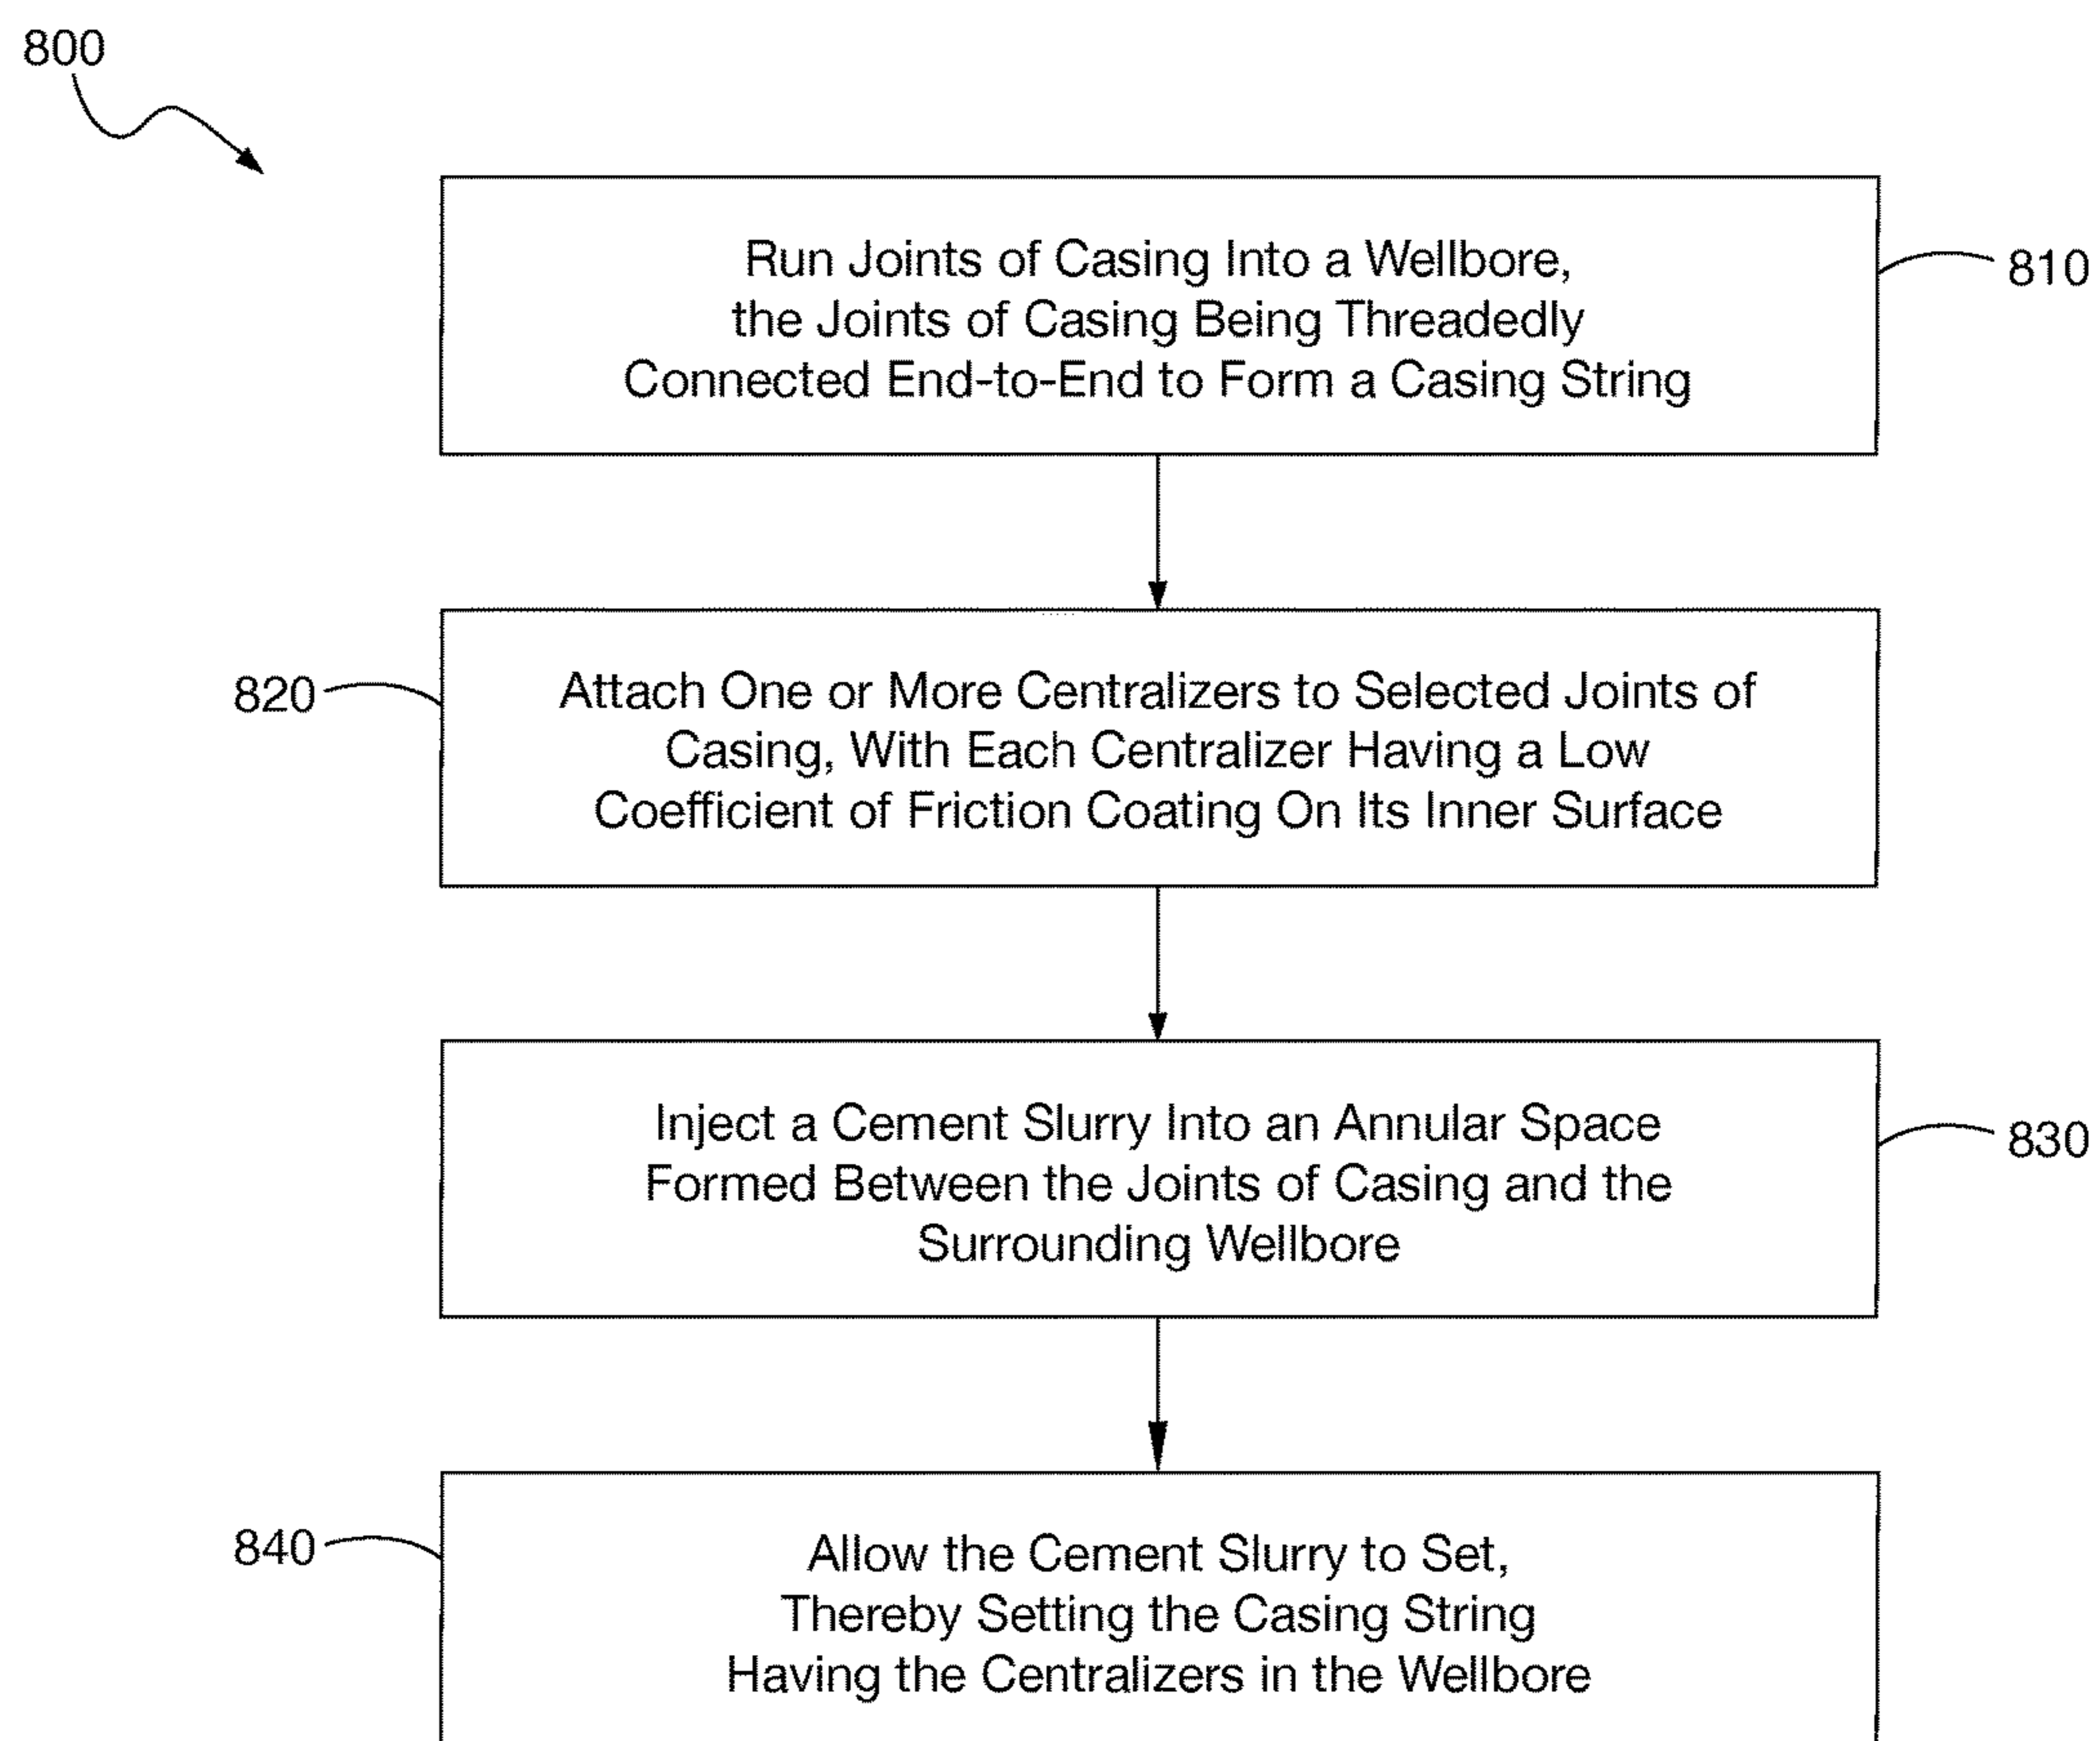 800
Run Joints of Casing Into a Wellbore,
the Joints of Casing Being Threadedly
Connected End-to-End to Form a Casing String
810
820
Attach One or More Centralizers to Selected Joints of
Casing, With Each Centralizer Having a Low
Coefficient of Friction Coating On Its Inner Surface
Inject a Cement Slurry Into an Annular Space
Formed Between the Joints of Casing and the
Surrounding Wellbore
830
840
Allow the Cement Slurry to Set,
Thereby Setting the Casing String
Having the Centralizers in the Wellbore